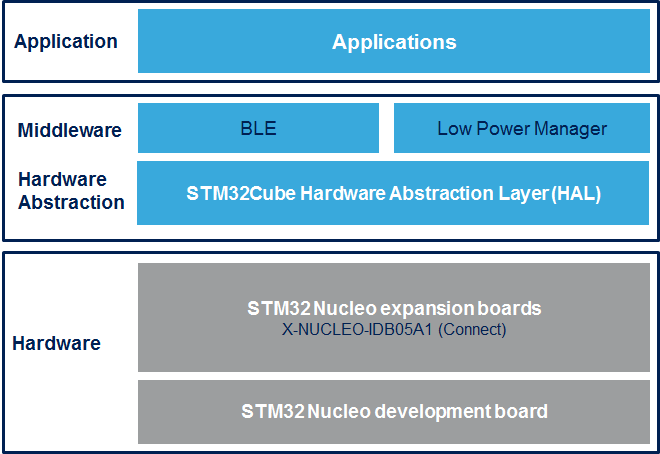 Application
Applications
Middleware
BLE
Low Power Manager
Hardware
Abstraction
STM32Cube Hardware Abstraction Layer (HAL)
Hardware
STM32 Nucleo expansion boards
X-NUCLEO-IDB05A1 (Connect)
STM32 Nucleo development board